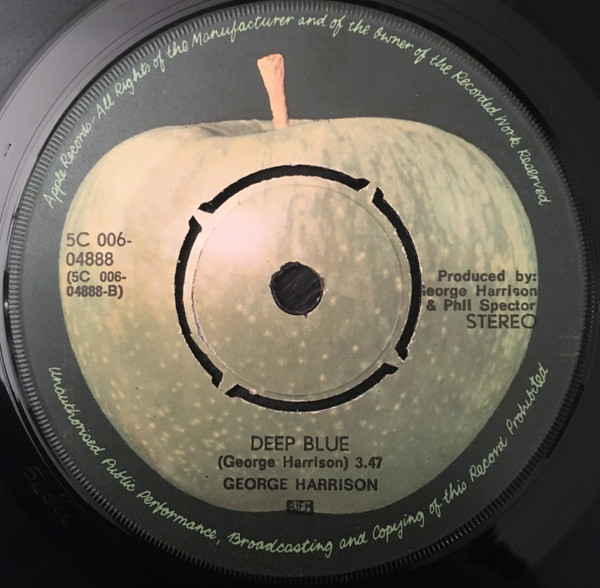 Apple Records-All Rights of the Manufacturer and of the Owner of the Recorded Work Reserved
5C 006-
04888
(5C 006-
04888-B)
Produced by:
George Harrison
& Phil Spector
STEREO
DEEP BLUE
(George Harrison) 3.47
GEORGE HARRISON
Unauthorised Public Performance, Broadcasting and Copying of this Record Prohibited